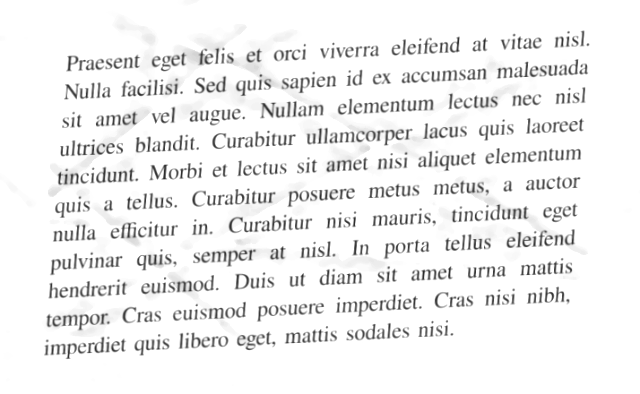 Praesent eget felis et orci viverra eleifend at vitae nisl.
Nulla facilisi. Sed quis sapien id ex accumsan malesuada
sit amet vel augue. Nullam elementum lectus nec nisl
ultrices blandit. Curabitur ullamcorper lacus quis laoreet
tincidunt. Morbi et lectus sit amet nisi aliquet elementum
quis a tellus. Curabitur posuere metus metus, a auctor
nulla efficitur in. Curabitur nisi mauris, tincidunt eget
pulvinar quis, semper at nisl. In porta tellus eleifend
hendrerit euismod. Duis ut diam sit amet urna mattis
tempor. Cras euismod posuere imperdiet. Cras nisi nibh,
imperdiet quis libero eget, mattis sodales nisi.